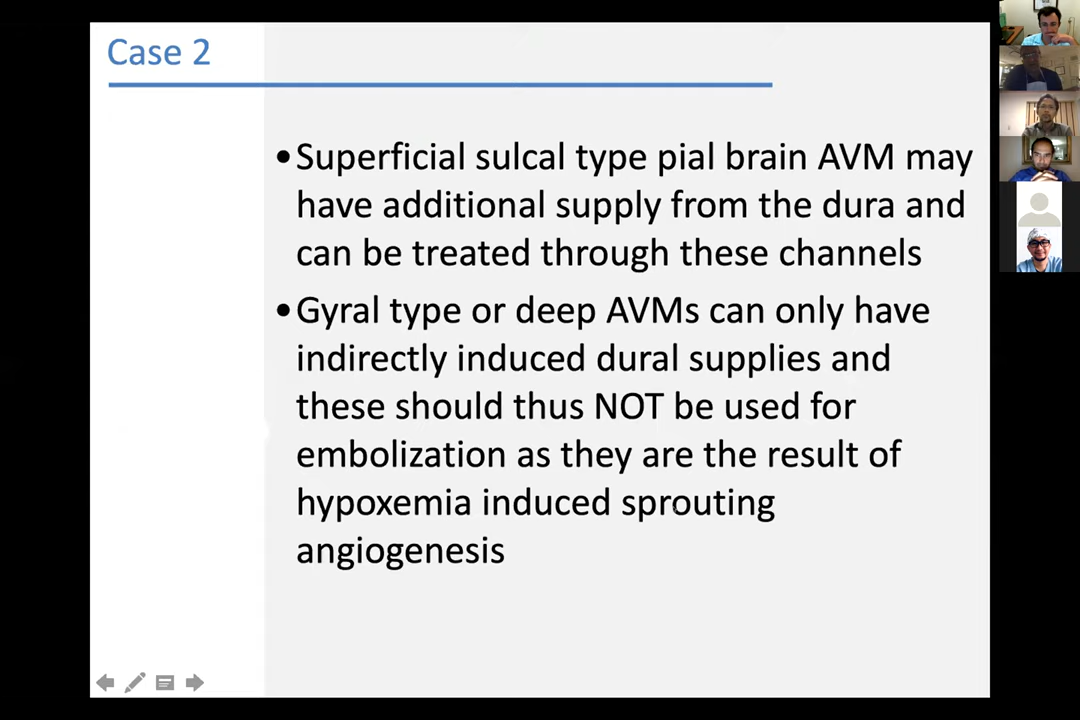 Case 2
•Superficial sulcal type pial brain AVM may
have additional supply from the dura and
can be treated through these channels
•Gyral type or deep AVMs can only have
indirectly induced dural supplies and
these should thus NOT be used for
embolization as they are the result of
hypoxemia induced sprouting
angiogenesis